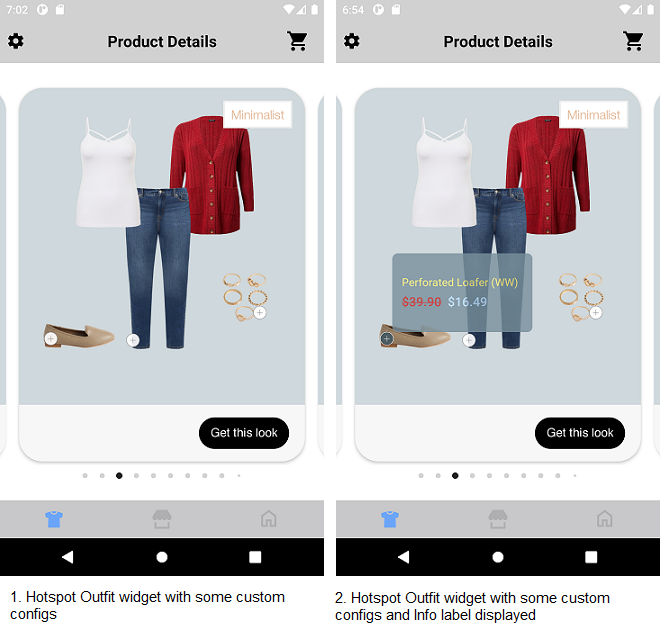 7:02
Product Details
Minimalist
Get this look
1. Hotspot Outfit widget with some custom
configs
6:54
Product Details
Minimalist
Perforated Loafer (WW)
$39.90 $16.49
Get this look
2. Hotspot Outfit widget with some custom
configs and Info label displayed